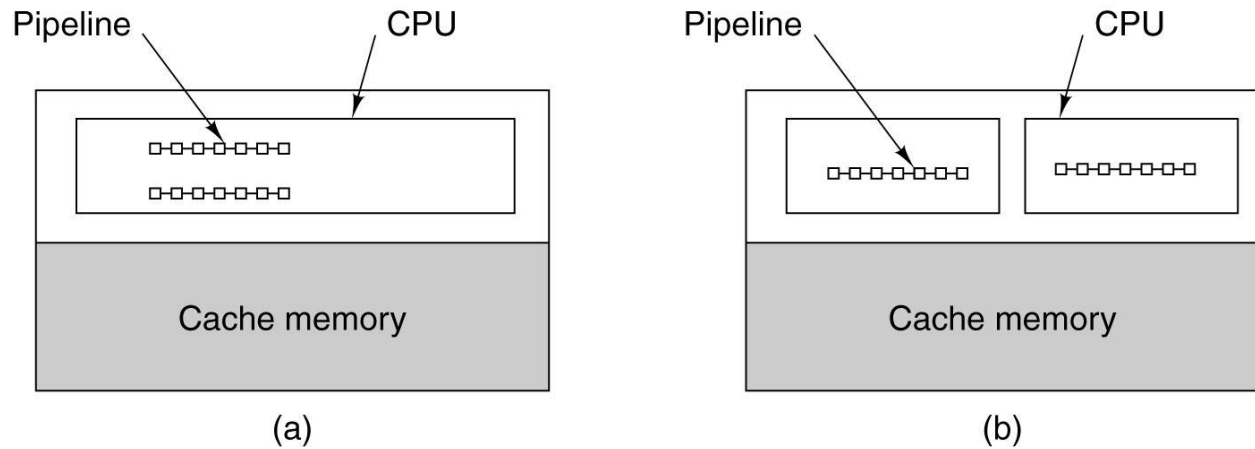 Pipeline
CPU
Cache memory
(a)
Pipeline
CPU
Cache memory
(b)